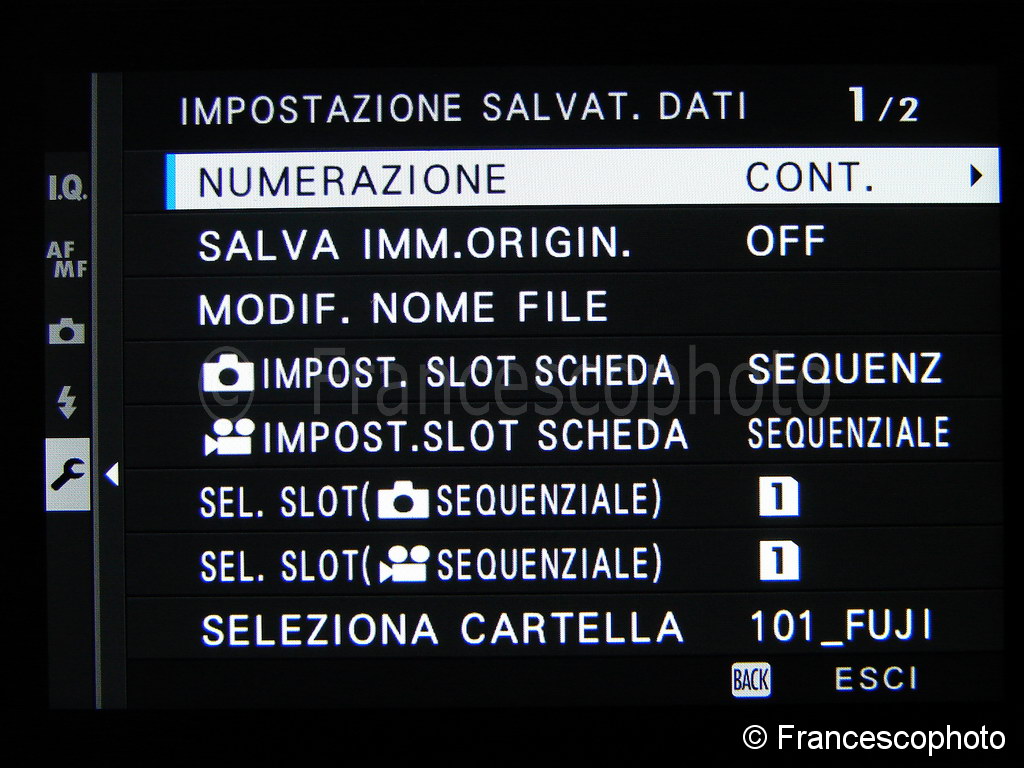 IMPOSTAZIONE SALVAT. DATI 1/2
I.Q.
NUMERAZIONE CONT.
AF MF
SALVA IMM.ORIGIN. OFF
MODIF. NOME FILE
IMPOST. SLOT SCHEDA SEQUENZ
© Francescophoto
IMPOST.SLOT SCHEDA SEQUENZIALE
SEL. SLOT( SEQUENZIALE) 1
SEL. SLOT( SEQUENZIALE) 1
SELEZIONA CARTELLA 101_FUJI
BACK ESCI
© Francescophoto